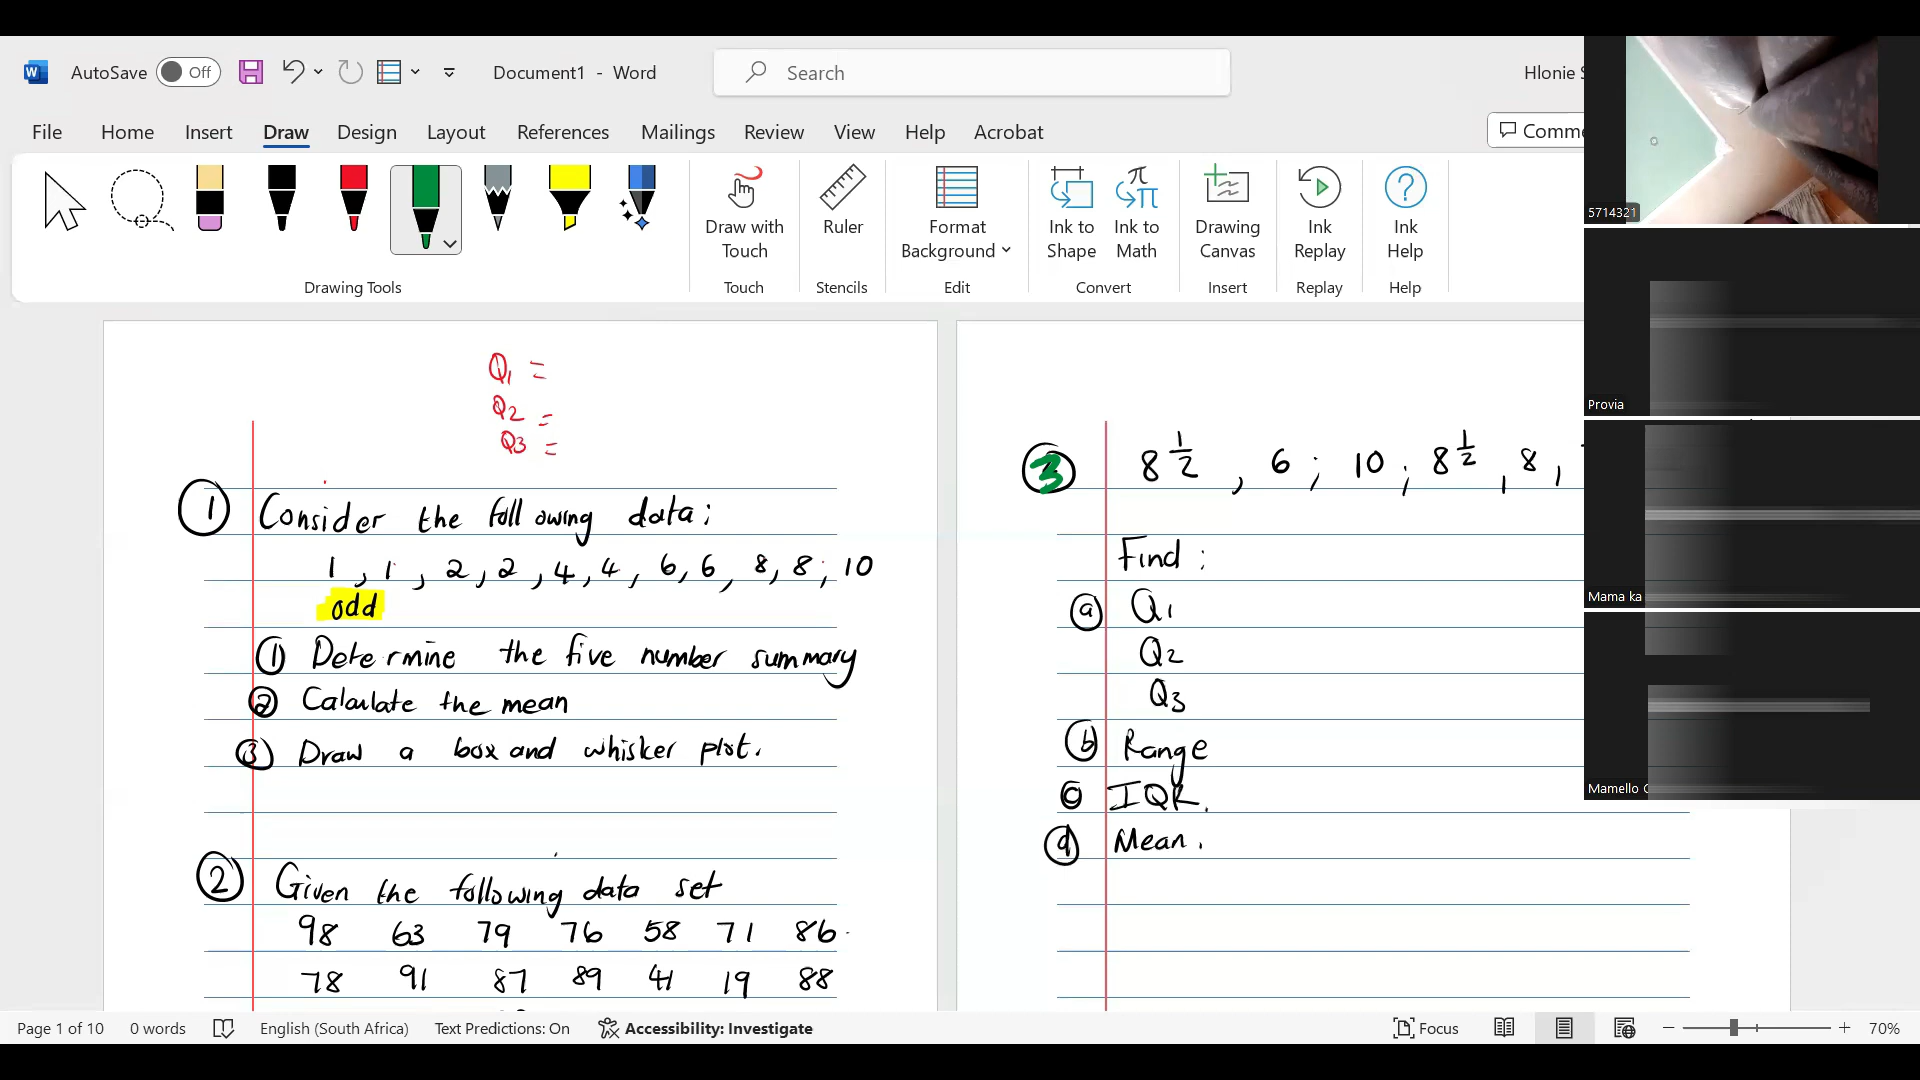 AutoSave Off Document1 - Word Search Hlonie S
File Home Insert Draw Design Layout References Mailings Review View Help Acrobat Comme
Draw with Touch Ruler Format Background Ink to Shape Ink to Math Drawing Canvas Ink Replay Ink Help
Drawing Tools Touch Stencils Edit Convert Insert Replay Help
5714321
Provia
Mama ka
Mamello
Q1 =
Q2 =
Q3 =
1 Consider the following data:
1, 1, 2, 2, 4, 4, 6, 6, 8, 8; 10
odd
1 Determine the five number summary
2 Calculate the mean
3 Draw a box and whisker plot.
2 Given the following data set
98 63 79 76 58 71 86
78 91 87 89 41 19 88
3 8 1/2, 6; 10; 8 1/2, 8,
Find:
a Q1
Q2
Q3
b Range
c IQR.
d Mean.
Page 1 of 10 0 words English (South Africa) Text Predictions: On Accessibility: Investigate Focus 70%